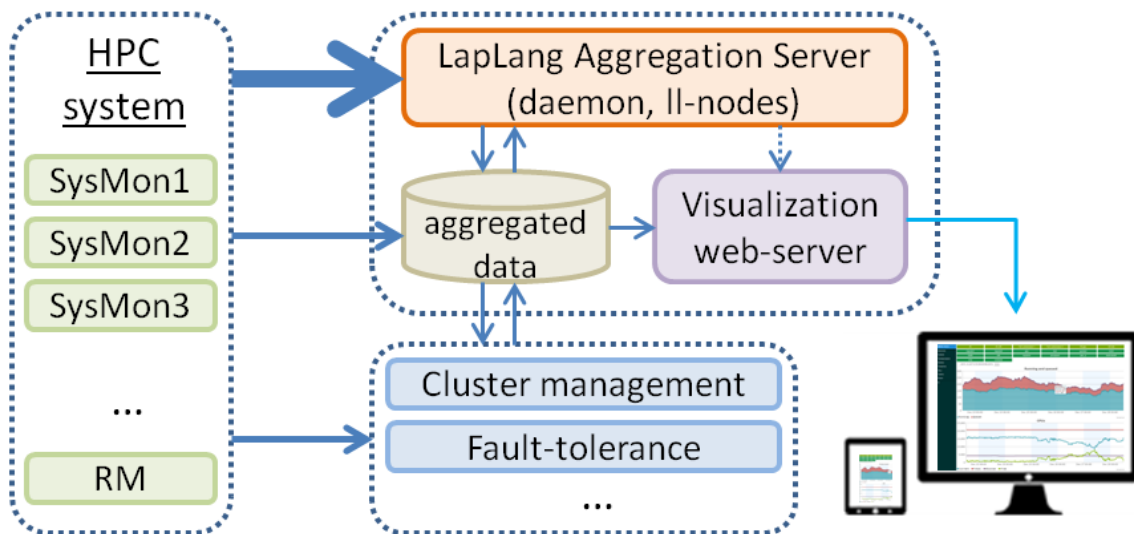 HPC
system
SysMon1
SysMon2
SysMon3
...
RM
LapLang Aggregation Server
(daemon, ll-nodes)
aggregated
data
Visualization
web-server
Cluster management
Fault-tolerance
...